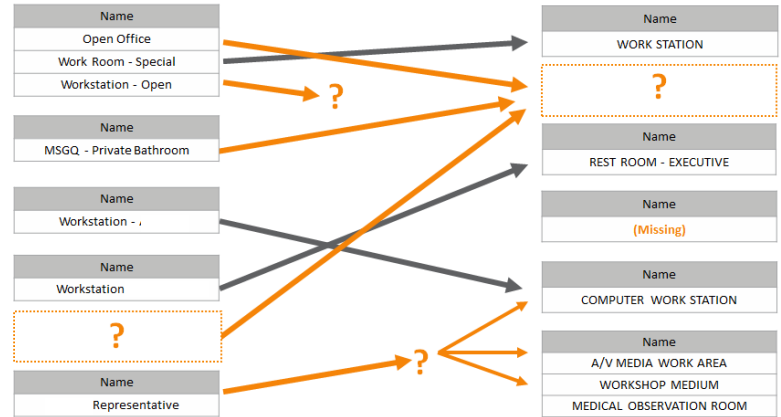 Name
Open Office
Work Room - Special
Workstation - Open
?
Name
MSGQ - Private Bathroom
Name
Workstation -
Name
Workstation
?
Name
Representative
?
Name
WORK STATION
?
Name
REST ROOM - EXECUTIVE
Name
(Missing)
Name
COMPUTER WORK STATION
Name
A/V MEDIA WORK AREA
WORKSHOP MEDIUM
MEDICAL OBSERVATION ROOM